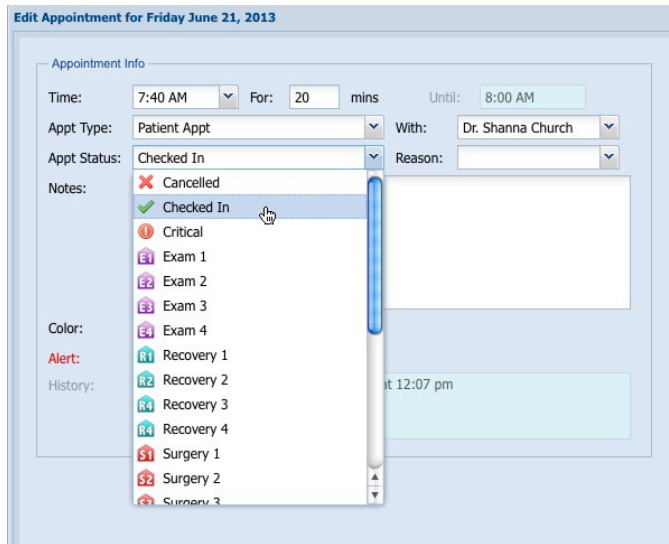 Edit Appointment for Friday June 21, 2013
Appointment Info
Time: 7:40 AM For: 20 mins Until: 8:00 AM
Appt Type: Patient Appt With: Dr. Shanna Church
Appt Status: Checked In Reason:
Notes:
Cancelled
Checked In
Critical
E1 Exam 1
E2 Exam 2
E3 Exam 3
E4 Exam 4
Color:
R1 Recovery 1
Alert:
R2 Recovery 2
History: at 12:07 pm
R4 Recovery 3
R4 Recovery 4
S1 Surgery 1
S2 Surgery 2
Surgery 3